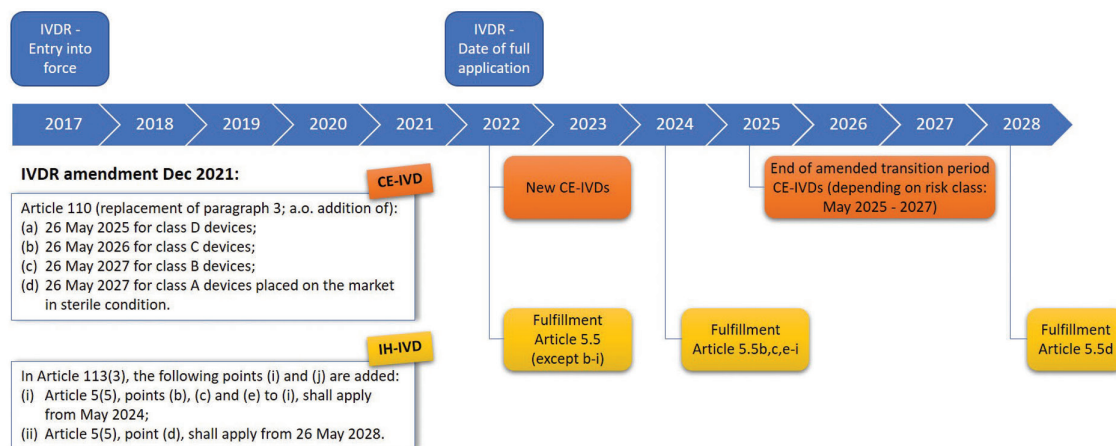 IVDR -
Entry into
force
IVDR -
Date of full
application
2017
2018
2019
2020
2021
2022
2023
2024
2025
2026
2027
2028
IVDR amendment Dec 2021:
CE-IVD
Article 110 (replacement of paragraph 3; a.o. addition of):
(a) 26 May 2025 for class D devices;
(b) 26 May 2026 for class C devices;
(c) 26 May 2027 for class B devices;
(d) 26 May 2027 for class A devices placed on the market
in sterile condition.
New CE-IVDs
End of amended transition period
CE-IVDs (depending on risk class:
May 2025 - 2027)
IH-IVD
In Article 113(3), the following points (i) and (j) are added:
(i) Article 5(5), points (b), (c) and (e) to (i), shall apply
from May 2024;
(ii) Article 5(5), point (d), shall apply from 26 May 2028.
Fulfillment
Article 5.5
(except b-i)
Fulfillment
Article 5.5b,c,e-i
Fulfillment
Article 5.5d